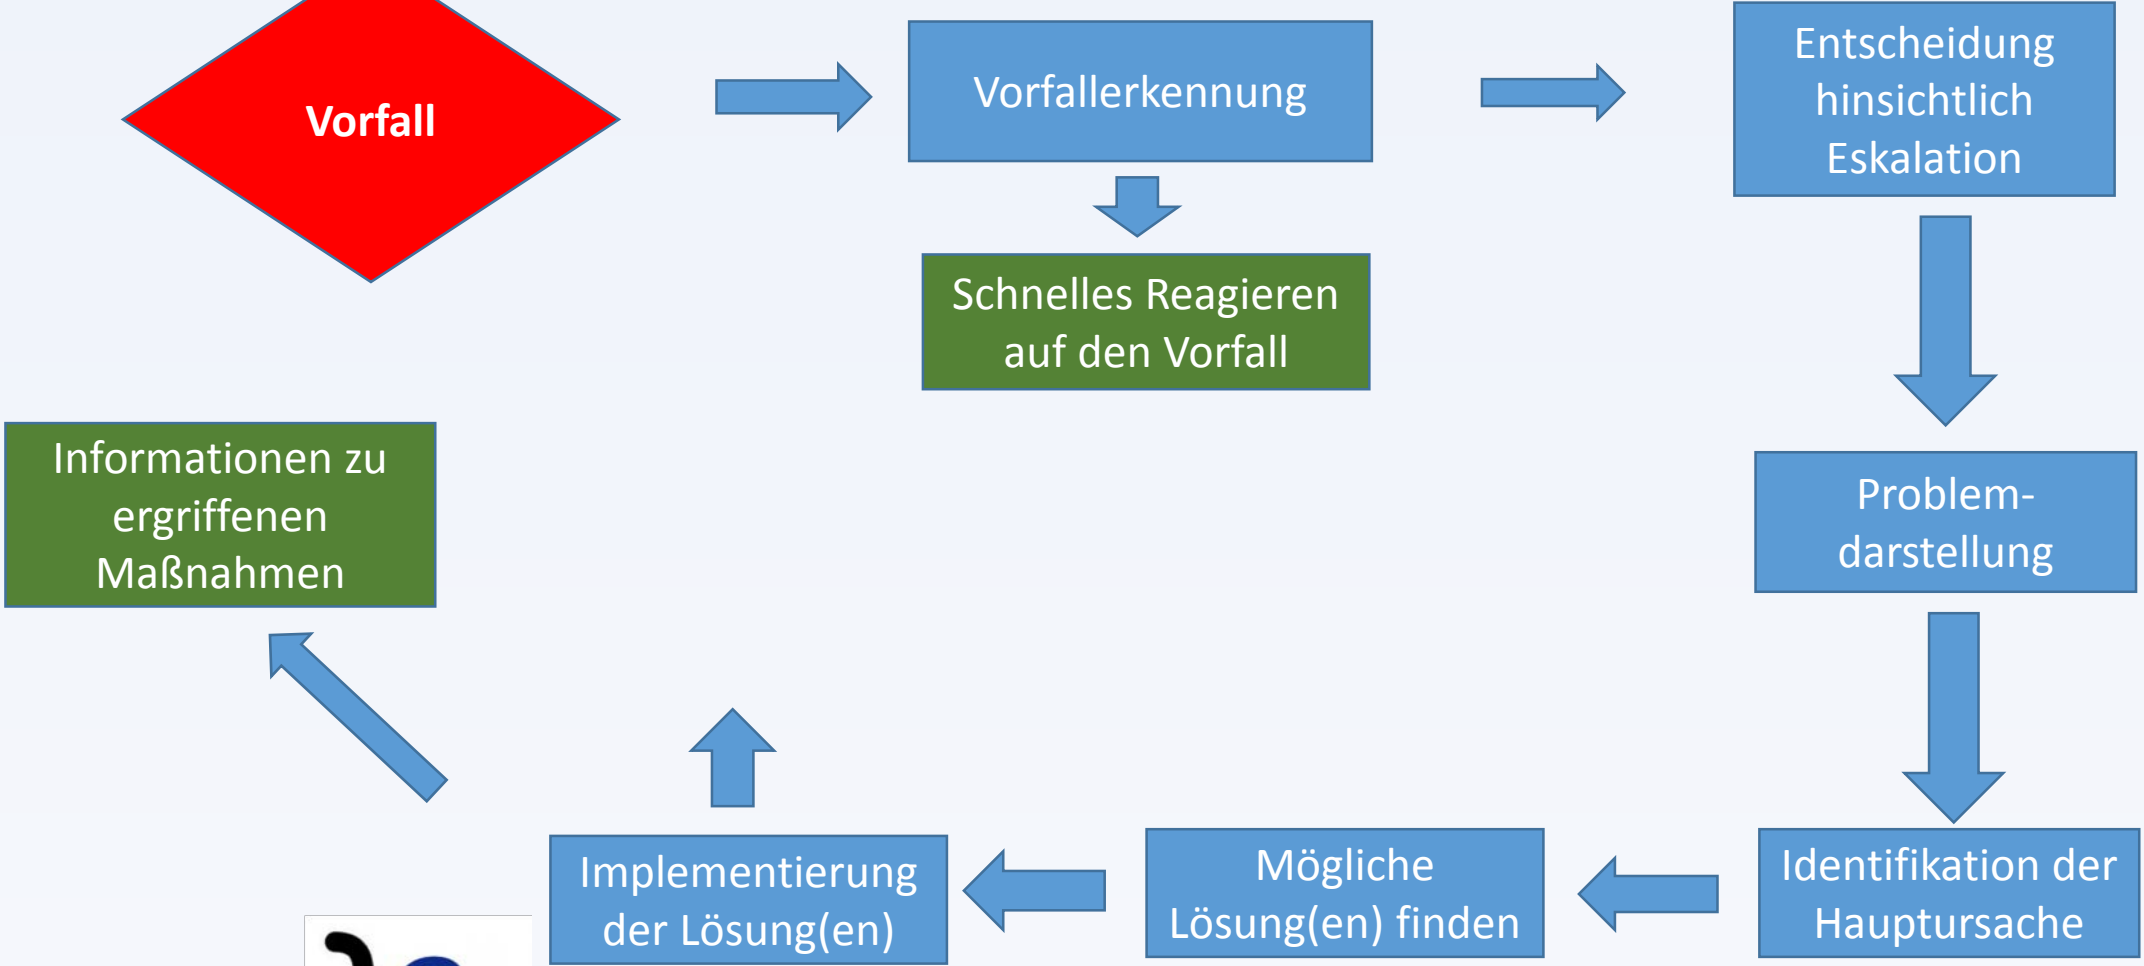 Vorfall
Vorfallerkennung
Entscheidung
hinsichtlich
Eskalation
Schnelles Reagieren
auf den Vorfall
Informationen zu
ergriffenen
Maßnahmen
Problem-
darstellung
Implementierung
der Lösung(en)
Mögliche
Lösung(en) finden
Identifikation der
Hauptursache